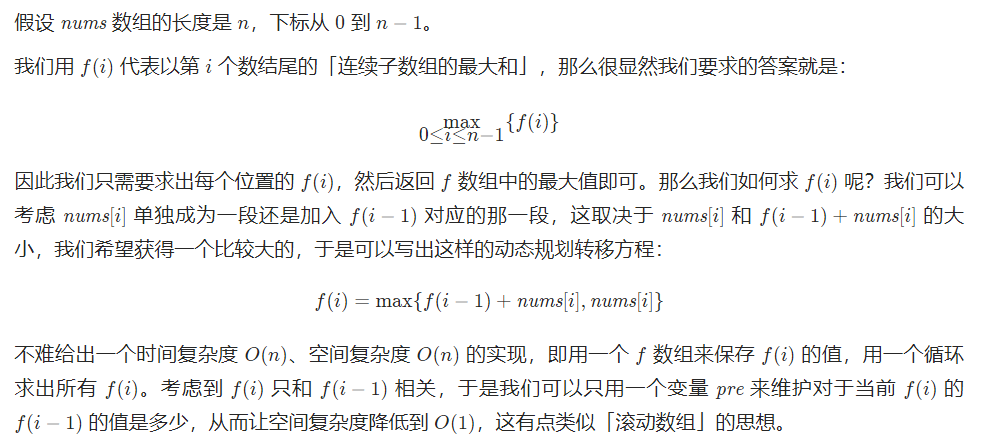 假设 nums 数组的长度是 n，下标从 0 到 n − 1。
我们用 f(i) 代表以第 i 个数结尾的「连续子数组的最大和」，那么很显然我们要求的答案就是：
max {f(i)}
0≤i≤n−1
因此我们只需要求出每个位置的 f(i)，然后返回 f 数组中的最大值即可。那么我们如何求 f(i) 呢？我们可以
考虑 nums[i] 单独成为一段还是加入 f(i − 1) 对应的那一段，这取决于 nums[i] 和 f(i − 1) + nums[i] 的大
小，我们希望获得一个比较大的，于是可以写出这样的动态规划转移方程：
f(i) = max{f(i − 1) + nums[i], nums[i]}
不难给出一个时间复杂度 O(n)、空间复杂度 O(n) 的实现，即用一个 f 数组来保存 f(i) 的值，用一个循环
求出所有 f(i)。考虑到 f(i) 只和 f(i − 1) 相关，于是我们可以只用一个变量 pre 来维护对于当前 f(i) 的
f(i − 1) 的值是多少，从而让空间复杂度降低到 O(1)，这有点类似「滚动数组」的思想。